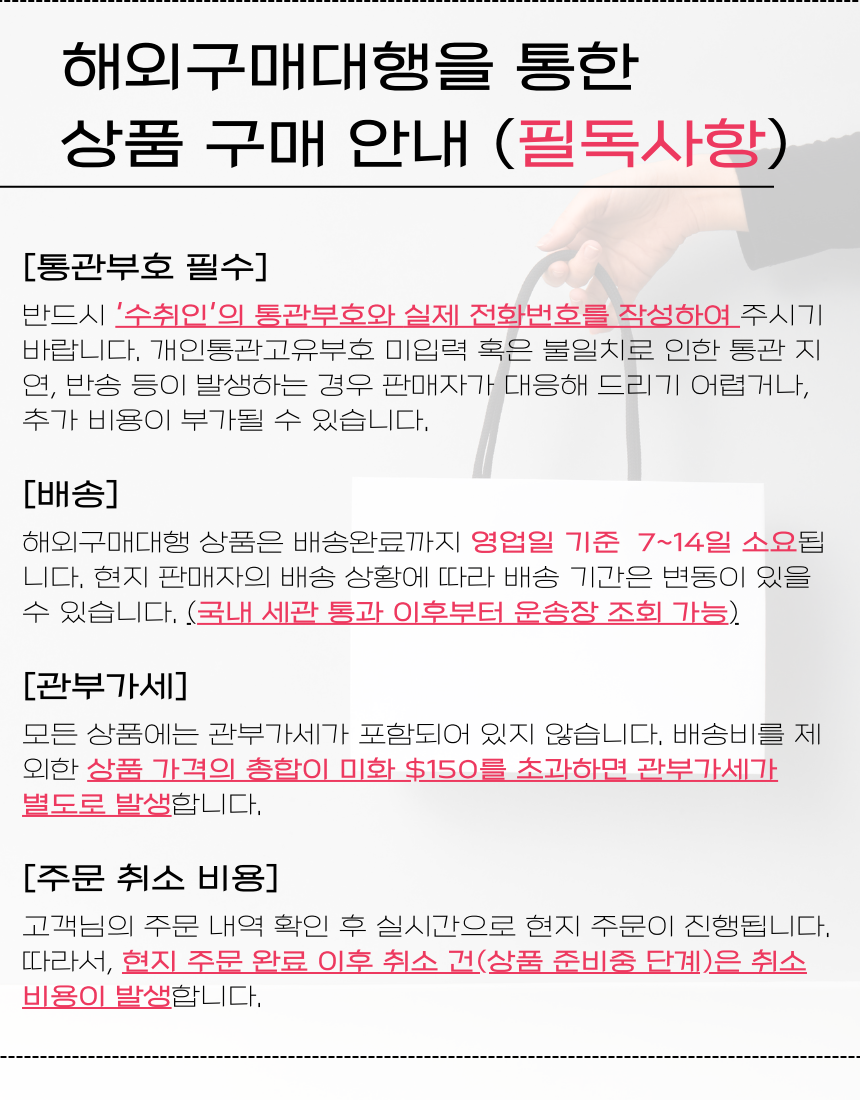 해외구매대행을 통한
상품 구매 안내 (필독사항)
[통관부호 필수]
반드시 '수취인'의 통관부호와 실제 전화번호를 작성하여 주시기
바랍니다. 개인통관고유부호 미입력 혹은 불일치로 인한 통관 지
연, 반송 등이 발생하는 경우 판매자가 대응해 드리기 어렵거나,
추가 비용이 부가될 수 있습니다.
[배송]
해외구매대행 상품은 배송완료까지 영업일 기준 7~14일 소요됩
니다. 현지 판매자의 배송 상황에 따라 배송 기간은 변동이 있을
수 있습니다. (국내 세관 통과 이후부터 운송장 조회 가능)
[관부가세]
모든 상품에는 관부가세가 포함되어 있지 않습니다. 배송비를 제
외한 상품 가격의 총합이 미화 $150를 초과하면 관부가세가
별도로 발생합니다.
[주문 취소 비용]
고객님의 주문 내역 확인 후 실시간으로 현지 주문이 진행됩니다.
따라서, 현지 주문 완료 이후 취소 건(상품 준비중 단계)은 취소
비용이 발생합니다.